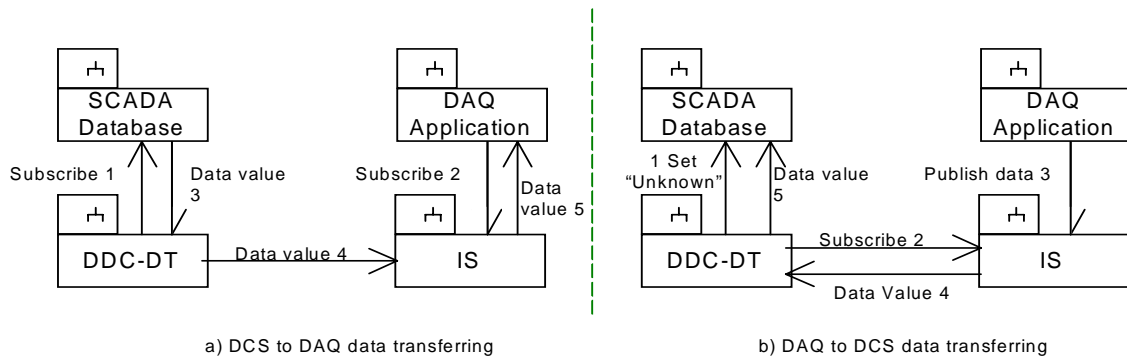 SCADA
Database
DAQ
Application
Subscribe 1
Data value
3
Subscribe 2
Data
value 5
DDC-DT
Data value 4
IS
a) DCS to DAQ data transferring
SCADA
Database
DAQ
Application
1 Set
“Unknown”
Data value
5
Publish data 3
DDC-DT
Subscribe 2
Data Value 4
IS
b) DAQ to DCS data transferring